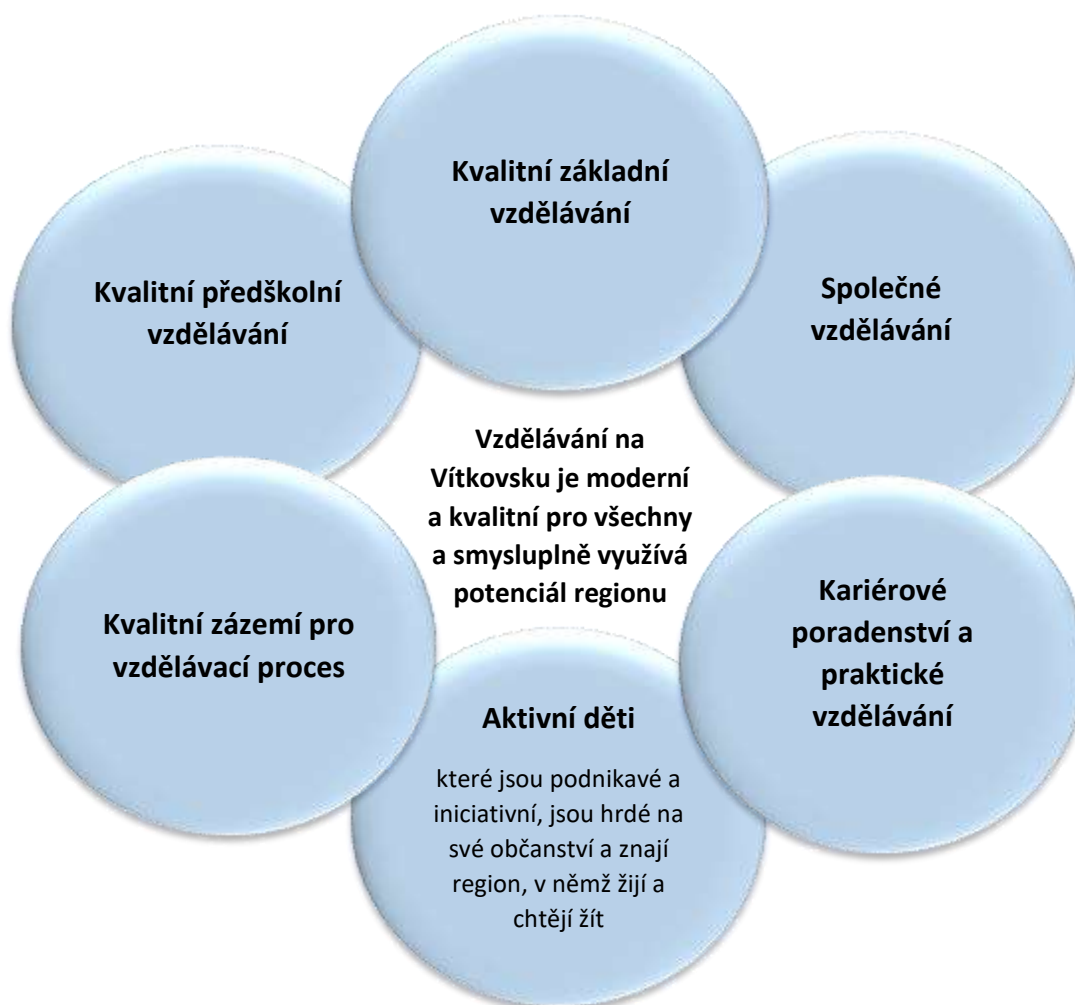 Kvalitní základní
vzdělávání
Kvalitní předškolní
vzdělávání
Společné
vzdělávání
Vzdělávání na
Vítkovsku je moderní
a kvalitní pro všechny
a smysluplně využívá
potenciál regionu
Kvalitní zázemí pro
vzdělávací proces
Kariérové
poradenství a
praktické
vzdělávání
Aktivní děti
které jsou podnikavé a
iniciativní, jsou hrdé na
své občanství a znají
region, v němž žijí a
chtějí žít